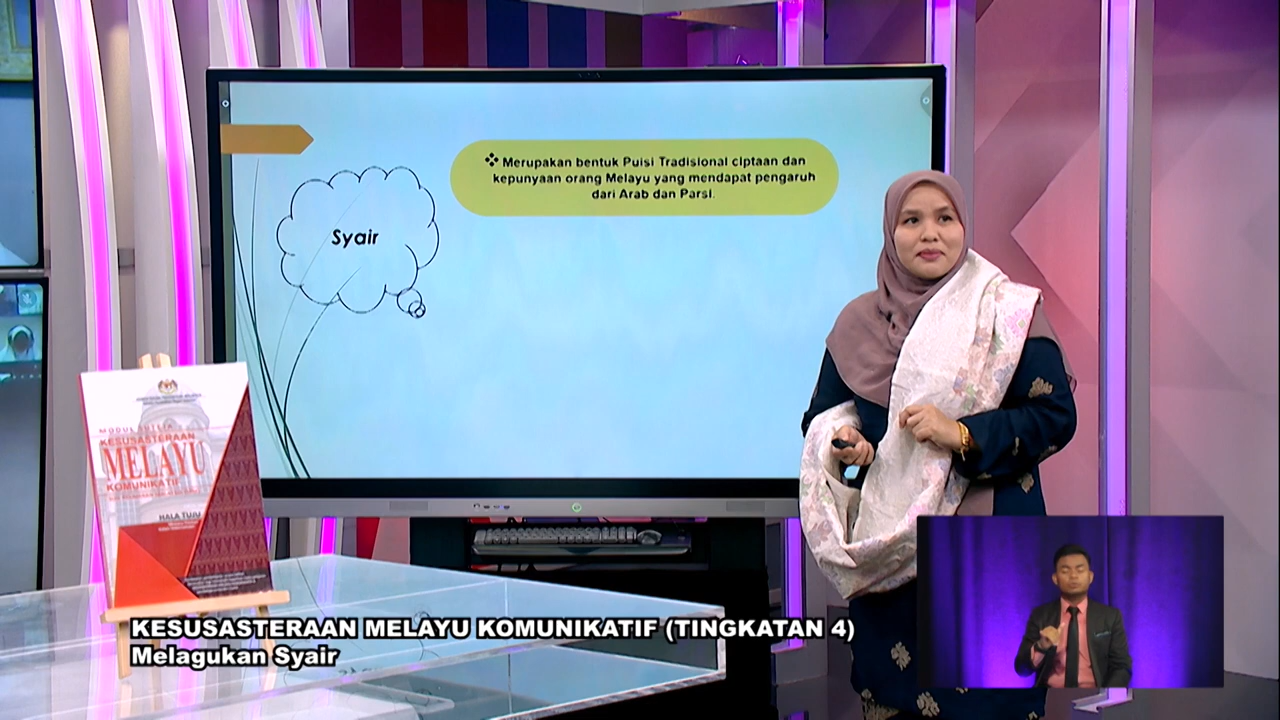 ❖ Merupakan bentuk Puisi Tradisional ciptaan dan
kepunyaan orang Melayu yang mendapat pengaruh
dari Arab dan Parsi.
Syair
KESUSASTERAAN
MELAYU
KOMUNIKATIF
HALA TUJU
KESUSASTERAAN MELAYU KOMUNIKATIF (TINGKATAN 4)
Melagukan Syair